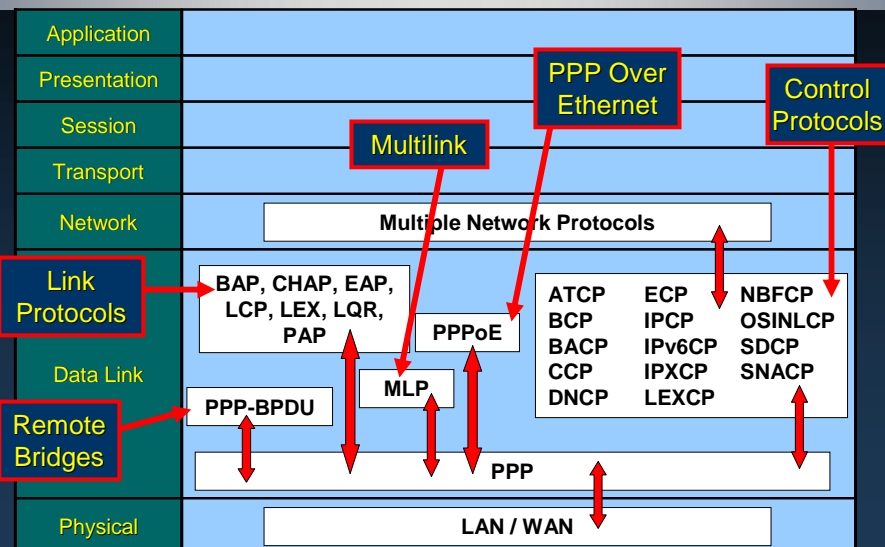 Application
Presentation
PPP Over
Ethernet
Control
Protocols
Session
Multilink
Transport
Network
Multiple Network Protocols
Link
Protocols
BAP, CHAP, EAP,
LCP, LEX, LQR,
PAP
PPPoE
ATCP ECP NBFCP
BCP IPCP OSINLCP
BACP IPv6CP SDCP
CCP IPXCP SNACP
DNCP LEXCP
Data Link
MLP
PPP-BPDU
Remote
Bridges
PPP
Physical
LAN / WAN